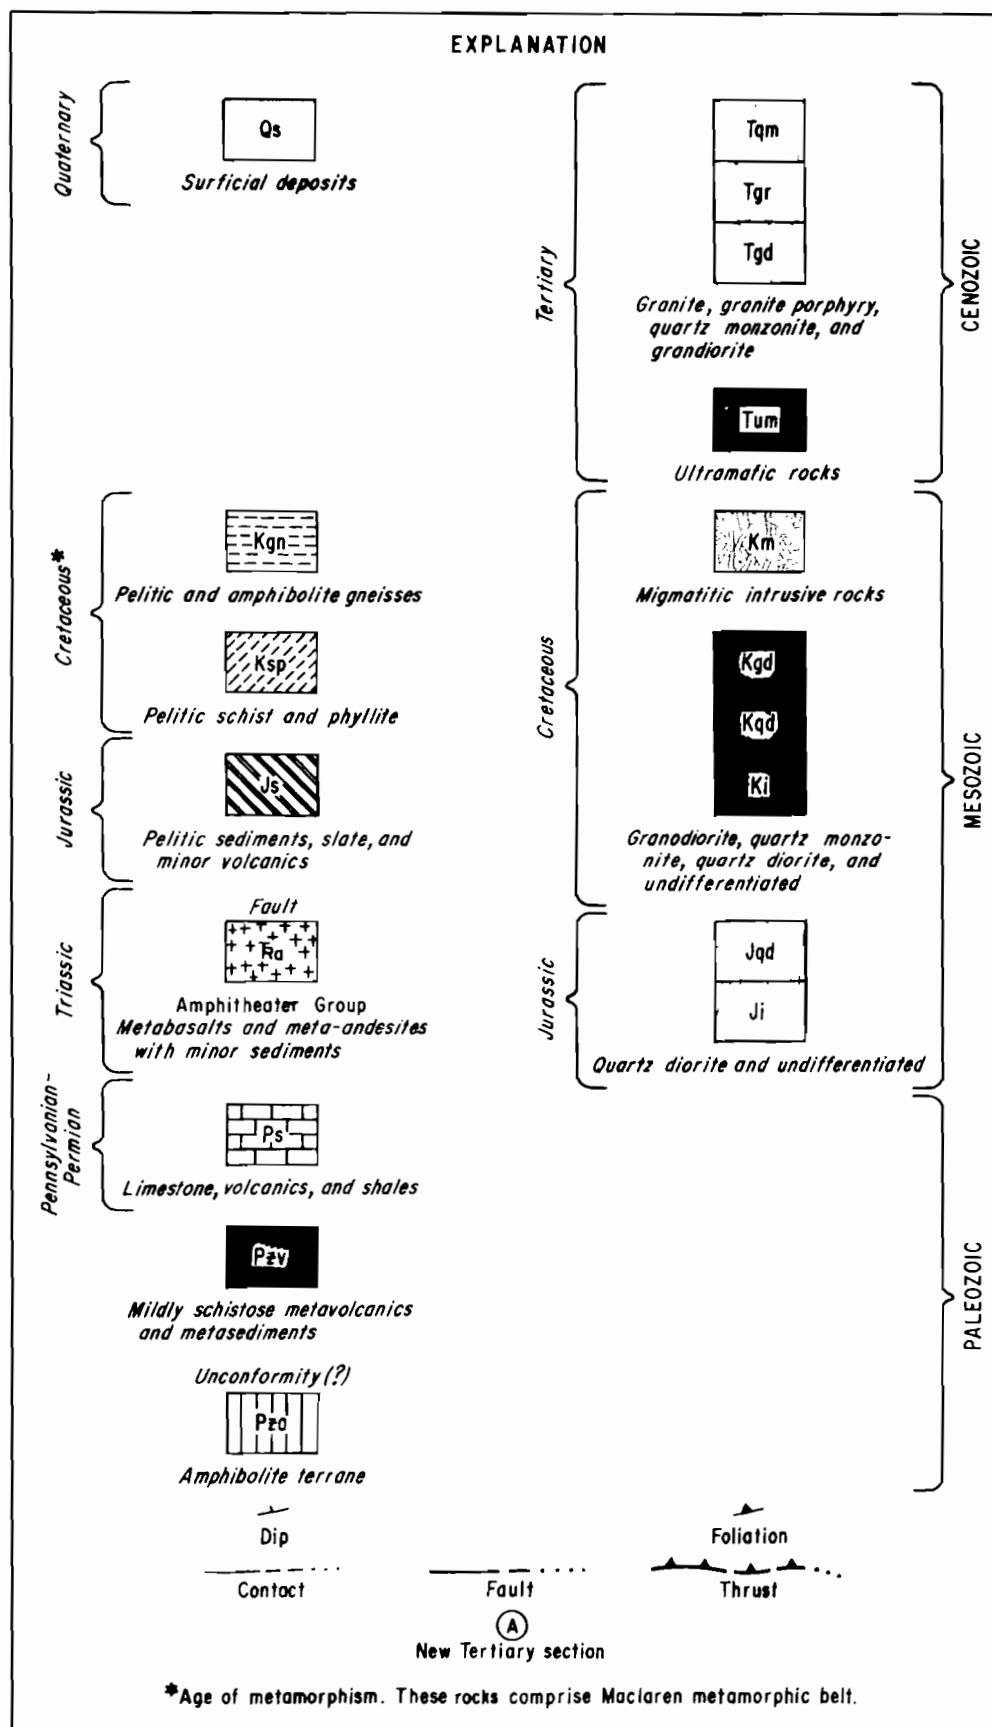 EXPLANATION
Quaternary
Qs
Surficial deposits
Cretaceous*
Kgn
Pelitic and amphibolite gneisses
Ksp
Pelitic schist and phyllite
Jurassic
Js
Pelitic sediments, slate, and
minor volcanics
Triassic
Fault
Ƭa
Amphitheater Group
Metabasalts and meta-andesites
with minor sediments
Pennsylvanian-
Permian
Ps
Limestone, volcanics, and shales
Pzv
Mildly schistose metavolcanics
and metasediments
Unconformity (?)
Pza
Amphibolite terrane
Tertiary
Tqm
Tgr
Tgd
Granite, granite porphyry,
quartz monzonite, and
grandiorite
Tum
Ultramafic rocks
Cretaceous
Km
Migmatitic intrusive rocks
Kgd
Kqd
Ki
Granodiorite, quartz monzo-
nite, quartz diorite, and
undifferentiated
Jurassic
Jqd
Ji
Quartz diorite and undifferentiated
CENOZOIC
MESOZOIC
PALEOZOIC
Dip
Foliation
Contact
Fault
Thrust
A
New Tertiary section
*Age of metamorphism. These rocks comprise Maclaren metamorphic belt.